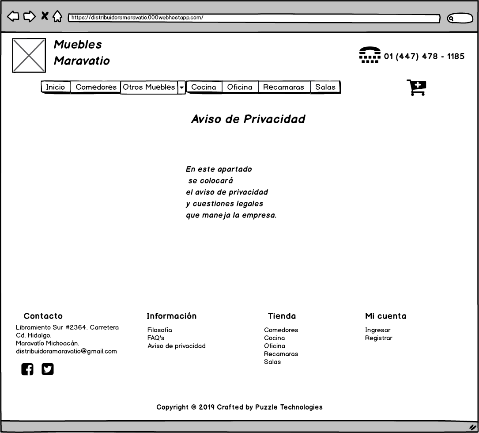 https://distribuidoramaravatio.000webhostapp.com/
Muebles
Maravatio
01 (447) 478 - 1185
Inicio Comedores Otros Muebles Cocina Oficina Recamaras Salas
Aviso de Privacidad
En este apartado
se colocará
el aviso de privacidad
y cuestiones legales
que maneja la empresa.
Contacto
Libramiento Sur #2364. Carretera
Cd. Hidalgo.
Maravatio Michoacán.
distribuidoramaravatio@gmail.com
Información
Filosofía
FAQ's
Aviso de privacidad
Tienda
Comedores
Cocina
Oficina
Recamaras
Salas
Mi cuenta
Ingresar
Registrar
Copyright © 2019 Crafted by Puzzle Technologies